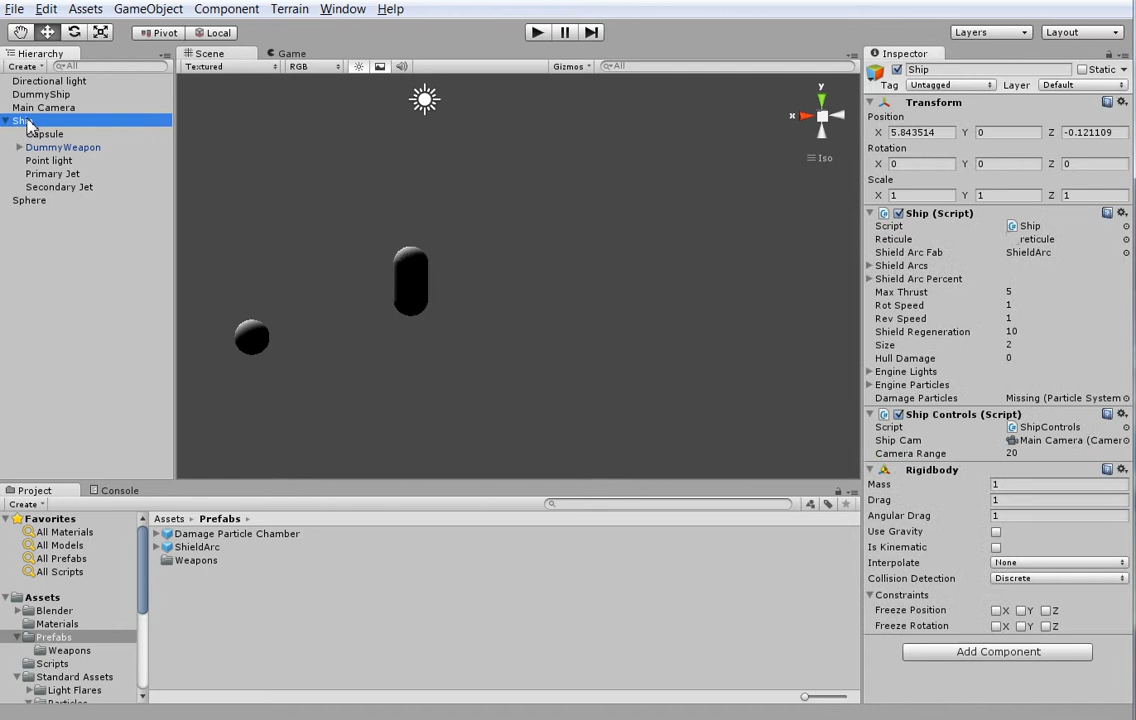 File Edit Assets GameObject Component Terrain Window Help
Pivot Local Layers Layout
Hierarchy
Create All
Directional light
DummyShip
Main Camera
Ship
Capsule
DummyWeapon
Point light
Primary Jet
Secondary Jet
Sphere
Scene Game
Textured RGB Gizmos All
y
x
Iso
Inspector
Ship Static
Tag Untagged Layer Default
Transform
Position
X 5.843514 Y 0 Z -0.121109
Rotation
X 0 Y 0 Z 0
Scale
X 1 Y 1 Z 1
Ship (Script)
Script Ship
Reticule _reticule
Shield Arc Fab ShieldArc
Shield Arcs
Shield Arc Percent
Max Thrust 5
Rot Speed 1
Rev Speed 1
Shield Regeneration 10
Size 2
Hull Damage 0
Engine Lights
Engine Particles
Damage Particles Missing (Particle System
Ship Controls (Script)
Script ShipControls
Ship Cam Main Camera (Camer
Camera Range 20
Rigidbody
Mass 1
Drag 1
Angular Drag 1
Use Gravity
Is Kinematic
Interpolate None
Collision Detection Discrete
Constraints
Freeze Position X Y Z
Freeze Rotation X Y Z
Add Component
Project Console
Create
Favorites
All Materials
All Models
All Prefabs
All Scripts
Assets
Blender
Materials
Prefabs
Weapons
Scripts
Standard Assets
Light Flares
Particles
Assets Prefabs
Damage Particle Chamber
ShieldArc
Weapons